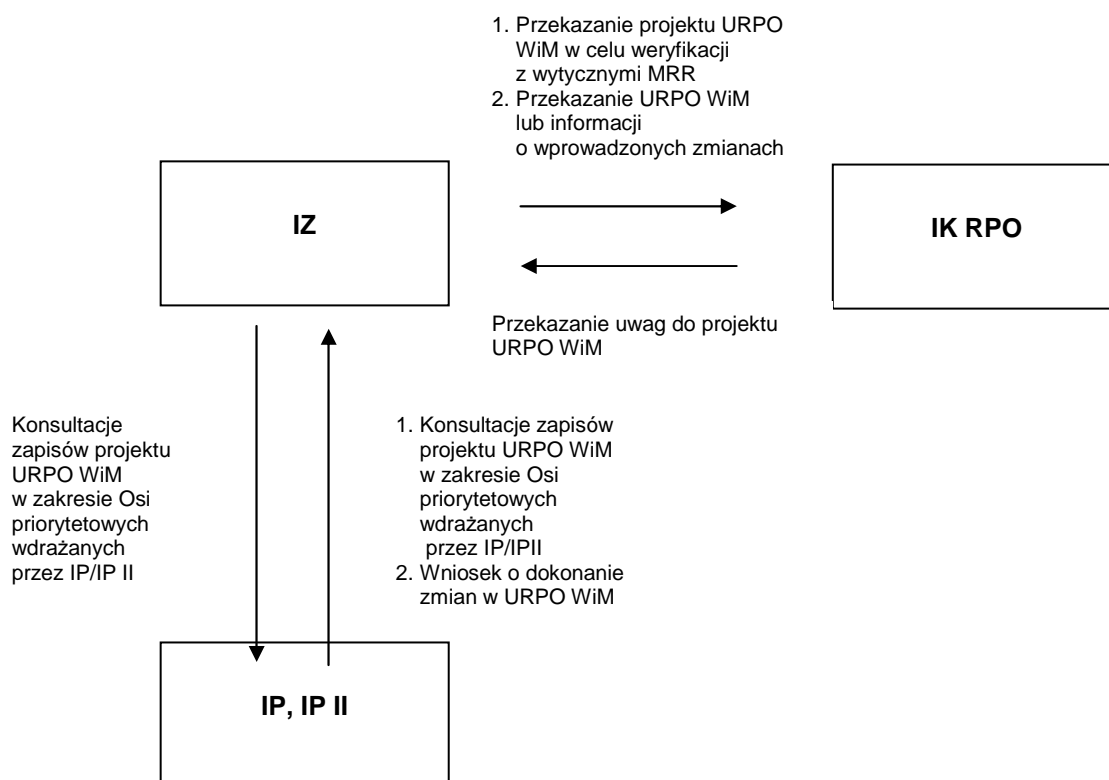 1. Przekazanie projektu URPO
WiM w celu weryfikacji
z wytycznymi MRR
2. Przekazanie URPO WiM
lub informacji
o wprowadzonych zmianach
IZ
IK RPO
Przekazanie uwag do projektu
URPO WiM
Konsultacje
zapisów projektu
URPO WiM
w zakresie Osi
priorytetowych
wdrażanych
przez IP/IP II
1. Konsultacje zapisów
projektu URPO WiM
w zakresie Osi
priorytetowych
wdrażanych
przez IP/IPII
2. Wniosek o dokonanie
zmian w URPO WiM
IP, IP II